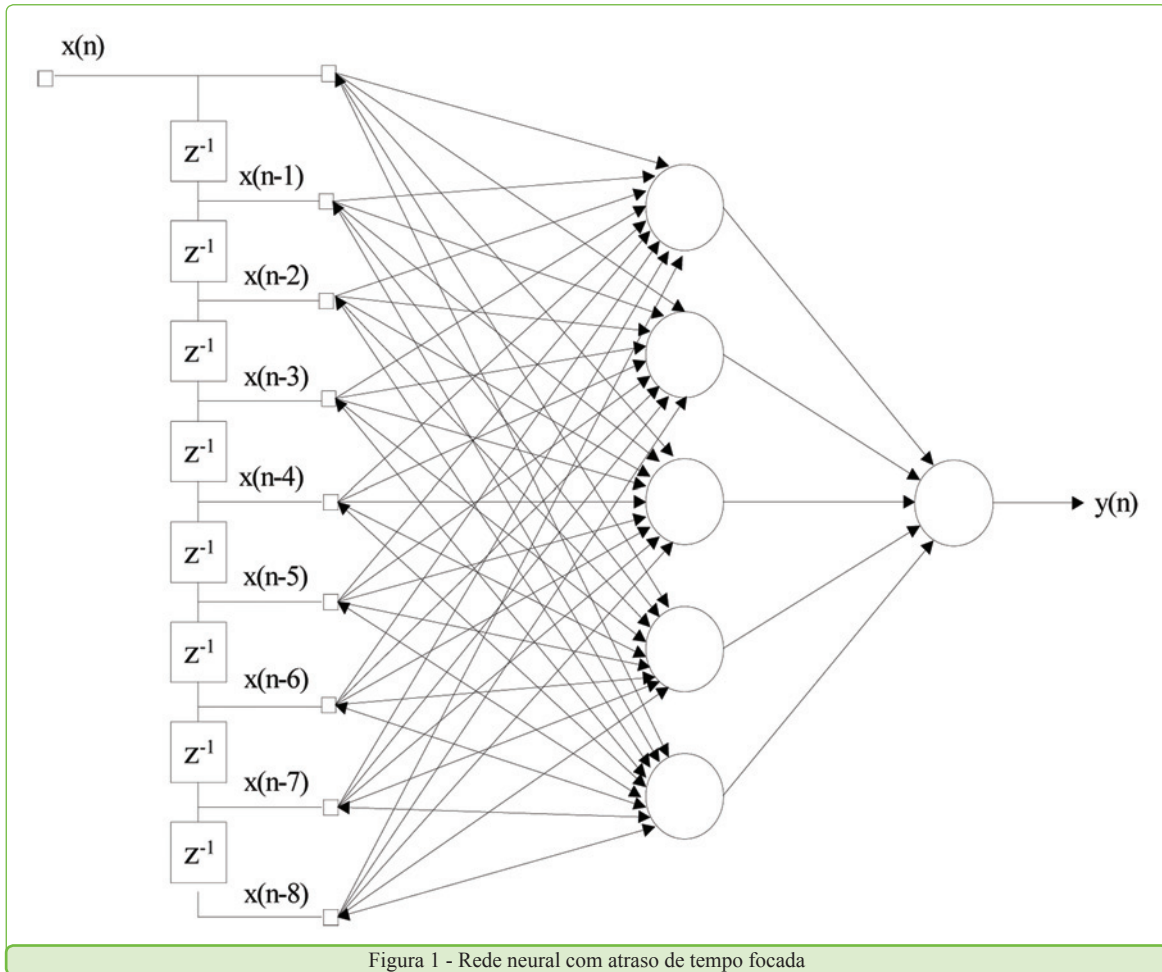 x(n)
z⁻¹
x(n-1)
z⁻¹
x(n-2)
z⁻¹
x(n-3)
z⁻¹
x(n-4)
y(n)
z⁻¹
x(n-5)
z⁻¹
x(n-6)
z⁻¹
x(n-7)
z⁻¹
x(n-8)
Figura 1 - Rede neural com atraso de tempo focada